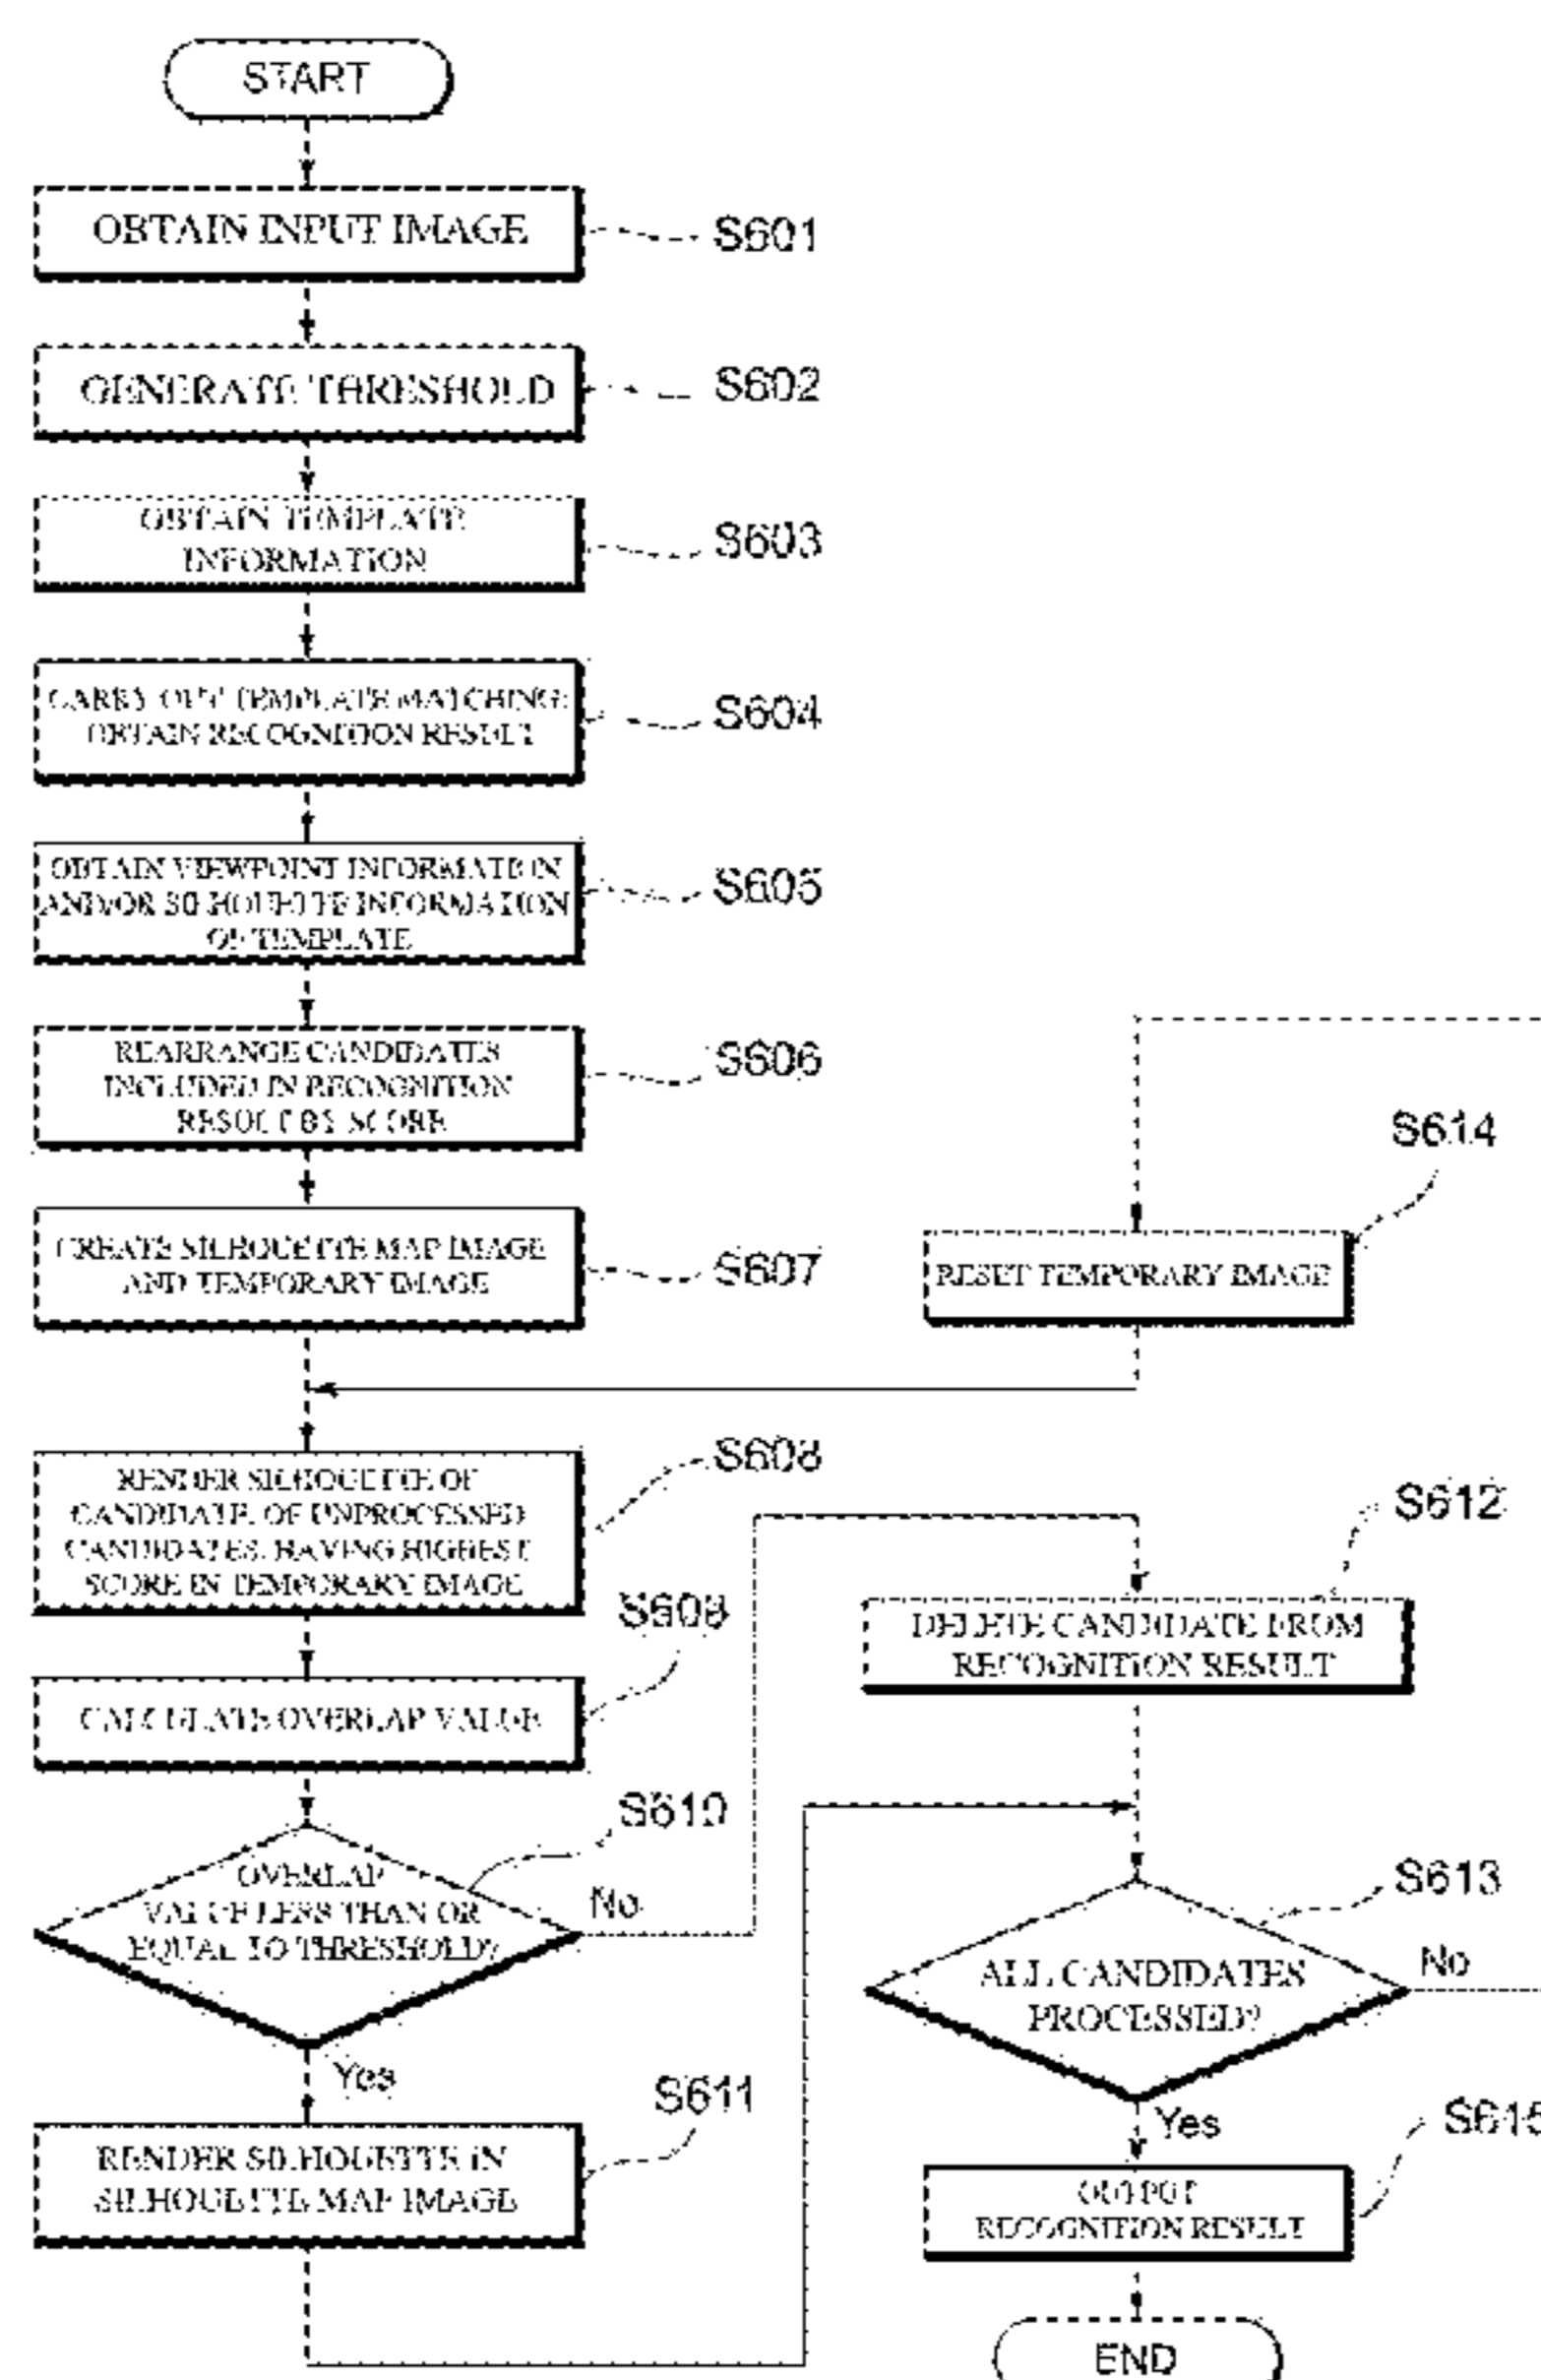 START
OBTAIN INPUT IMAGE
S601
GENERATE THRESHOLD
S602
OBTAIN TEMPLATE
INFORMATION
S603
CARRY OUT TEMPLATE MATCHING
OBTAIN RECOGNITION RESULT
S604
OBTAIN VIEWPOINT INFORMATION
AND/OR SILHOUETTE INFORMATION
OF TEMPLATE
S605
REARRANGE CANDIDATES
INCLUDED IN RECOGNITION
RESULT BY SCORE
S606
CREATE SILHOUETTE MAP IMAGE
AND TEMPORARY IMAGE
S607
RENDER SILHOUETTE OF
CANDIDATE, OF UNPROCESSED
CANDIDATES, HAVING HIGHEST
SCORE IN TEMPORARY IMAGE
S608
CALCULATE OVERLAP VALUE
S609
OVERLAP
VALUE LESS THAN OR
EQUAL TO THRESHOLD?
S610
No
Yes
RENDER SILHOUETTE IN
SILHOUETTE MAP IMAGE
S611
RESET TEMPORARY IMAGE
S614
DELETE CANDIDATE FROM
RECOGNITION RESULT
S612
ALL CANDIDATES
PROCESSED?
S613
No
Yes
OUTPUT
RECOGNITION RESULT
S615
END